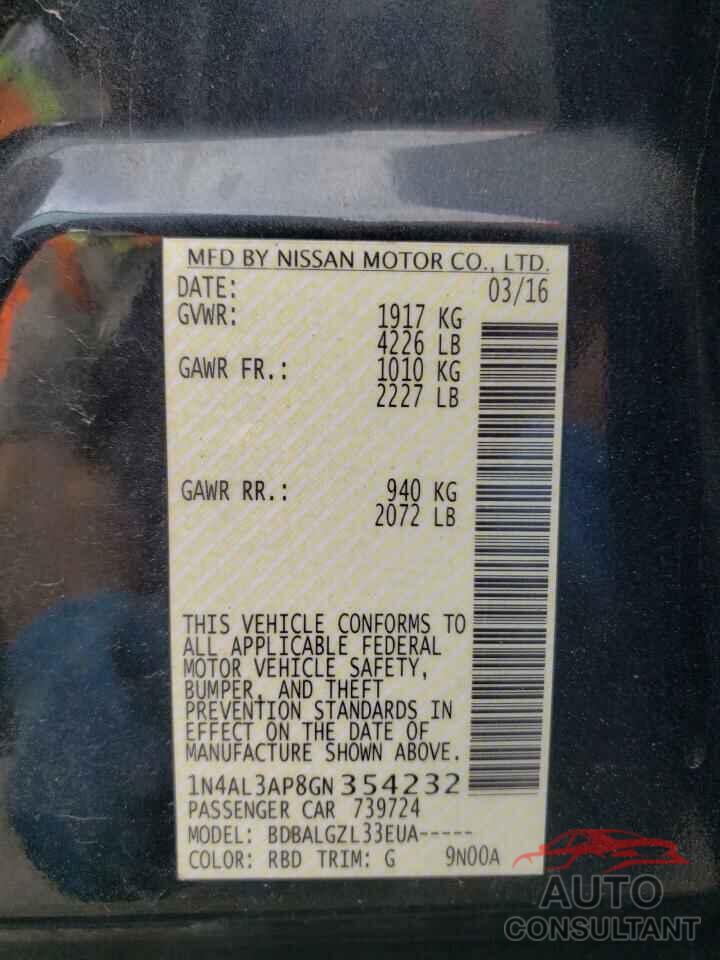 MFD BY NISSAN MOTOR CO., LTD.
DATE: 03/16
GVWR: 1917 KG
4226 LB
GAWR FR.: 1010 KG
2227 LB
GAWR RR.: 940 KG
2072 LB
THIS VEHICLE CONFORMS TO
ALL APPLICABLE FEDERAL
MOTOR VEHICLE SAFETY,
BUMPER, AND THEFT
PREVENTION STANDARDS IN
EFFECT ON THE DATE OF
MANUFACTURE SHOWN ABOVE.
1N4AL3AP8GN354232
PASSENGER CAR 739724
MODEL: BDBALGZL33EUA-----
COLOR: RBD TRIM: G 9N00A
AUTO
CONSULTANT